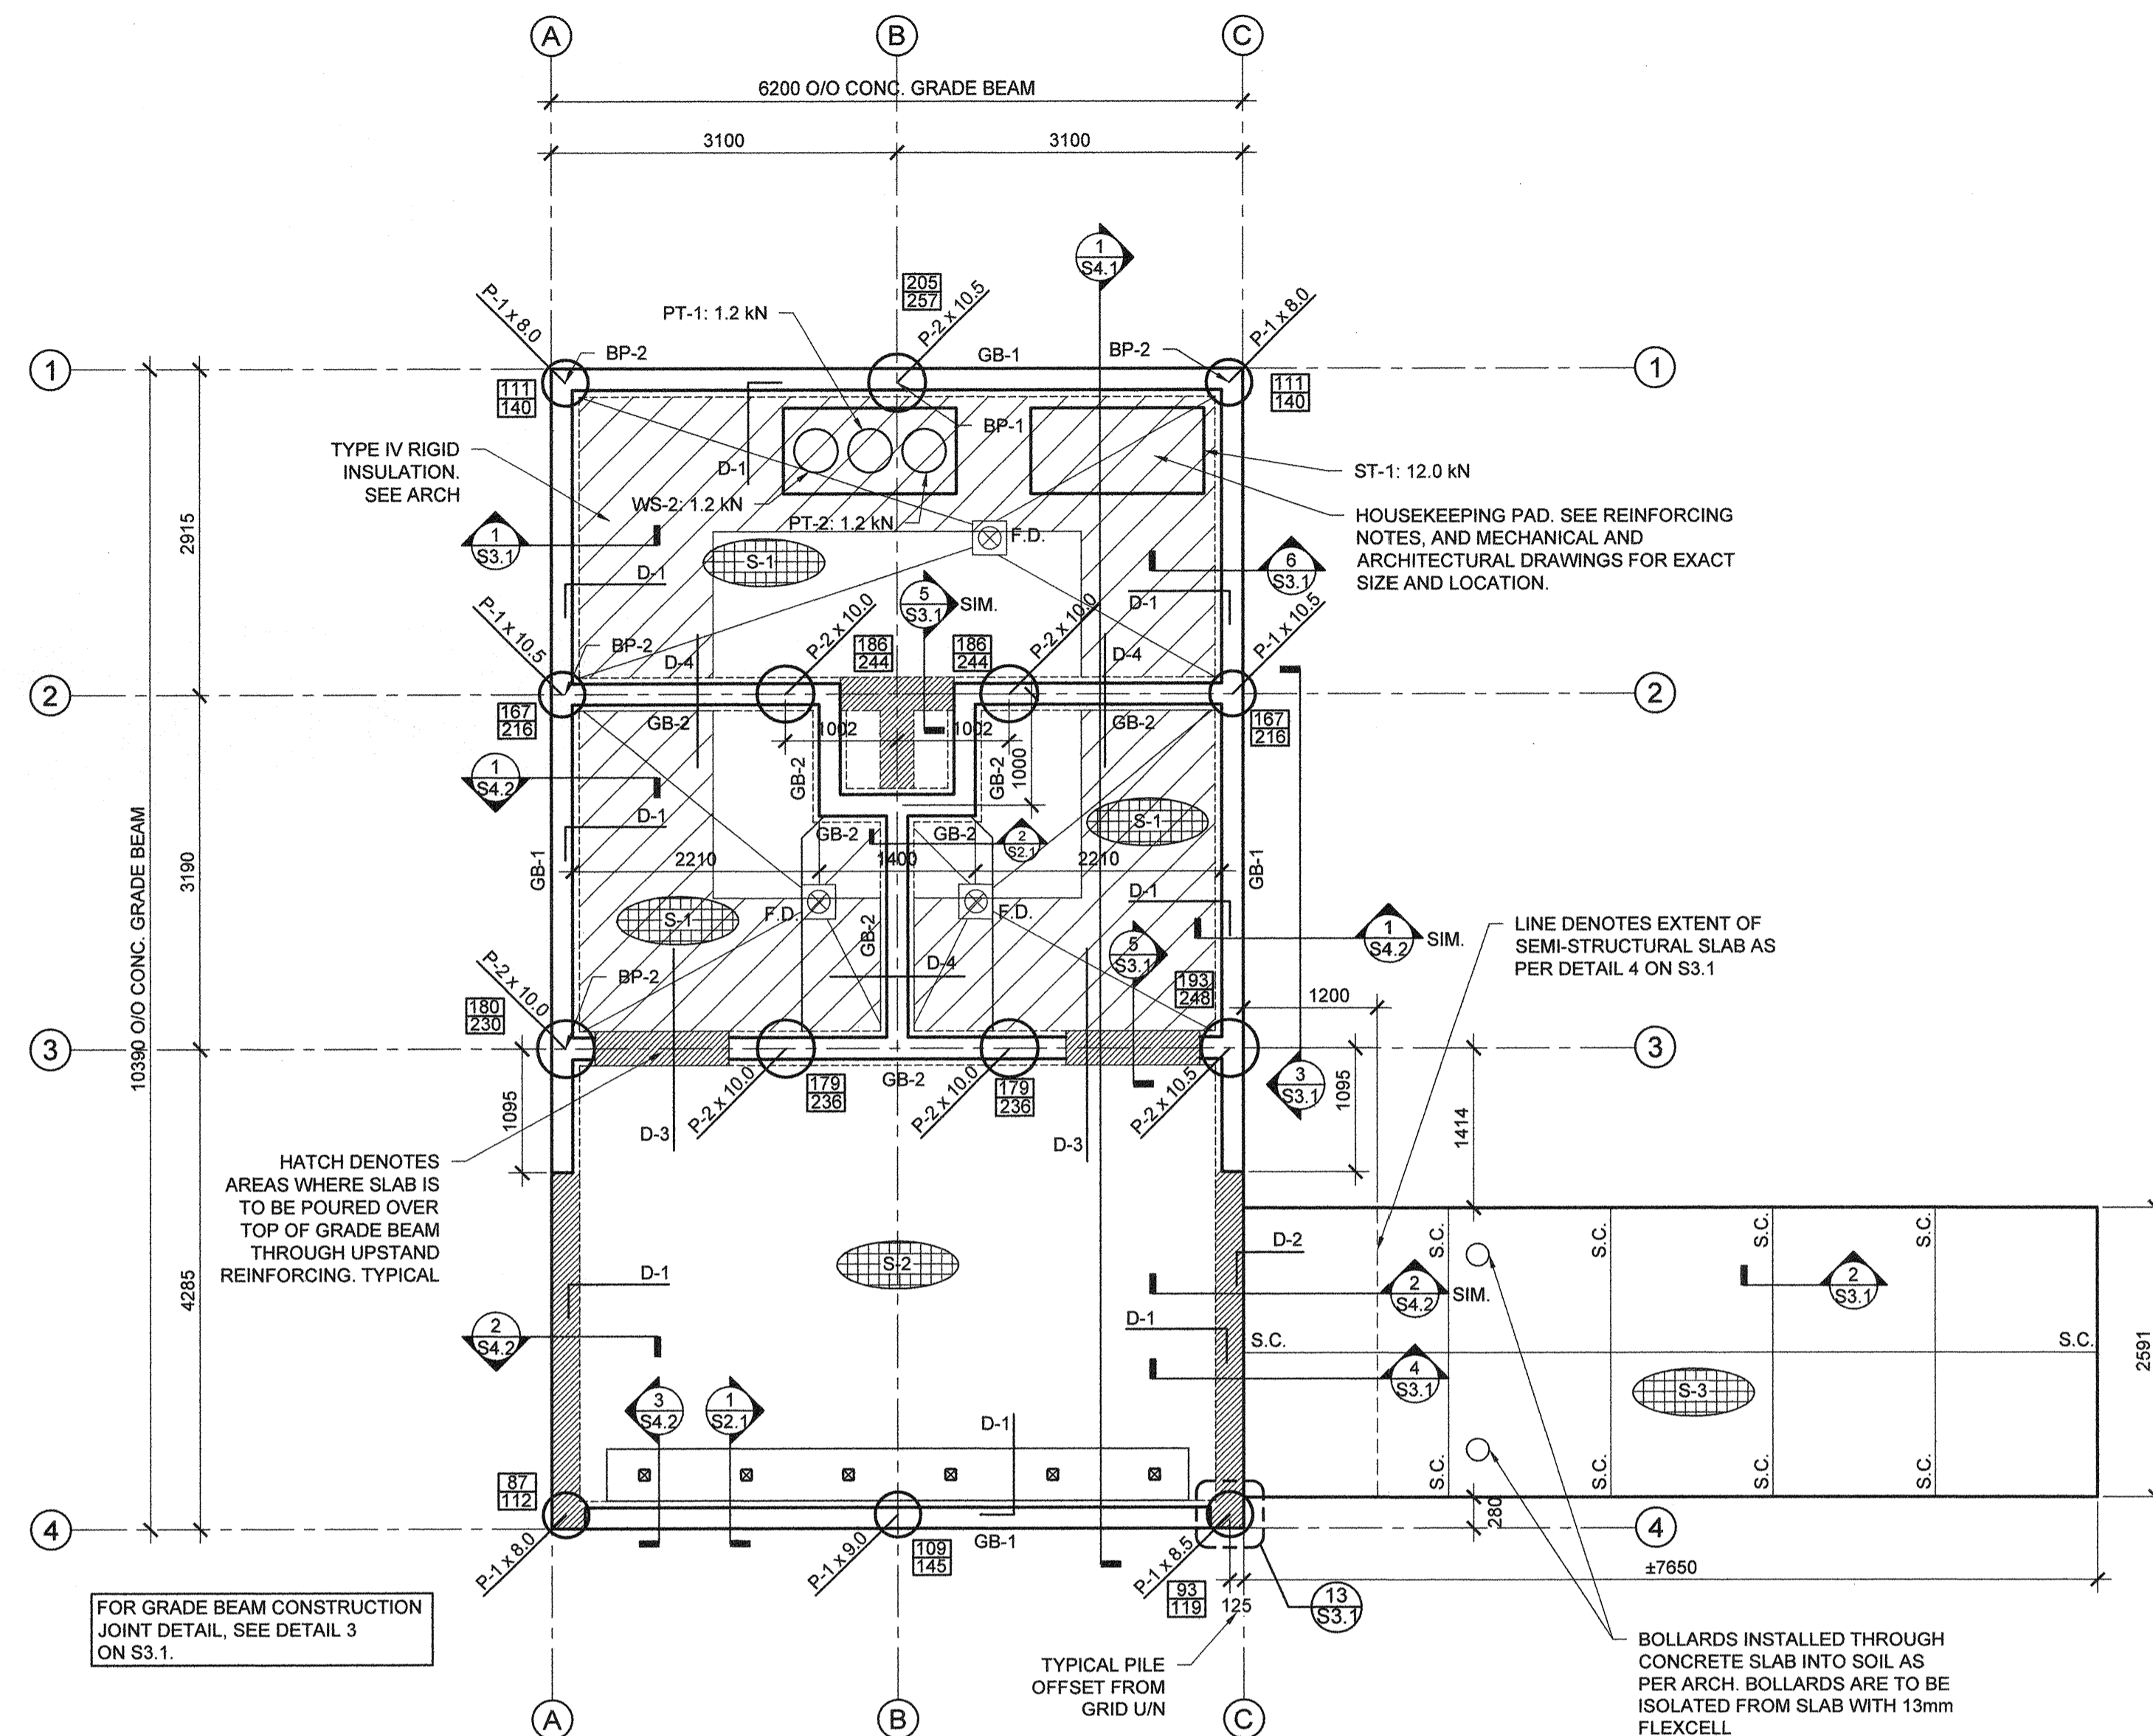 A
B
C
6200 O/O CONC. GRADE BEAM
3100
3100
1
S4.1
205
257
P-2 x 10.5
PT-1: 1.2 kN
P-1 x 8.0
P-1 x 8.0
BP-2
GB-1
BP-2
1
1
111
140
111
140
BP-1
TYPE IV RIGID
INSULATION.
SEE ARCH
D-1
ST-1: 12.0 kN
WS-2: 1.2 kN
PT-2: 1.2 kN
HOUSEKEEPING PAD. SEE REINFORCING
NOTES, AND MECHANICAL AND
ARCHITECTURAL DRAWINGS FOR EXACT
SIZE AND LOCATION.
2915
1
S3.1
F.D.
S-1
6
S3.1
D-1
5
S3.1
SIM.
D-1
P-1 x 10.5
P-2 x 10.0
P-2 x 10.0
P-1 x 10.5
BP-2
D-4
186
244
186
244
D-4
2
2
167
216
GB-2
1002
1002
GB-2
167
216
1
S4.2
GB-2
GB-2
1000
D-1
S-1
GB-2
GB-2
2
S2.1
10390 O/O CONC. GRADE BEAM
3190
GB-1
2210
1400
2210
GB-1
D-1
S-1
F.D.
F.D.
GB-2
1
S4.2
SIM.
LINE DENOTES EXTENT OF
SEMI-STRUCTURAL SLAB AS
PER DETAIL 4 ON S3.1
5
S3.1
P-2 x 10.0
BP-2
D-4
180
230
193
248
1200
3
3
GB-2
179
236
179
236
P-2 x 10.0
P-2 x 10.0
P-2 x 10.5
3
S3.1
1095
1095
1414
D-3
D-3
HATCH DENOTES
AREAS WHERE SLAB IS
TO BE POURED OVER
TOP OF GRADE BEAM
THROUGH UPSTAND
REINFORCING. TYPICAL
4285
S-2
D-1
D-2
S.C.
S.C.
S.C.
S.C.
2
S4.2
SIM.
2
S3.1
2
S4.2
D-1
S.C.
S.C.
2591
4
S3.1
S-3
3
S4.2
1
S2.1
D-1
S.C.
S.C.
S.C.
S.C.
87
112
280
4
4
P-1 x 8.0
P-1 x 9.0
109
145
GB-1
P-1 x 8.5
93
119
125
13
S3.1
±7650
FOR GRADE BEAM CONSTRUCTION
JOINT DETAIL, SEE DETAIL 3
ON S3.1.
TYPICAL PILE
OFFSET FROM
GRID U/N
BOLLARDS INSTALLED THROUGH
CONCRETE SLAB INTO SOIL AS
PER ARCH. BOLLARDS ARE TO BE
ISOLATED FROM SLAB WITH 13mm
FLEXCELL
A
B
C